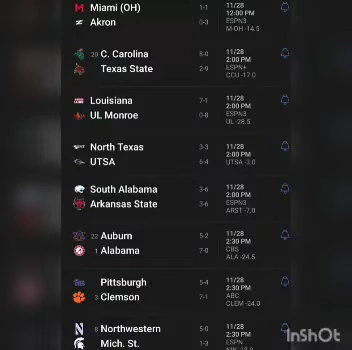 Miami (OH) 1-1 11/28
Akron 0-3 12:00 PM
ESPN3
M-OH -14.5
20 C. Carolina 8-0 11/28
Texas State 2-9 2:00 PM
ESPN+
CCU -17.0
Louisiana 7-1 11/28
UL Monroe 0-8 2:00 PM
ESPN3
UL -28.5
North Texas 3-3 11/28
UTSA 6-4 2:00 PM
UTSA -3.0
South Alabama 3-6 11/28
Arkansas State 3-6 2:00 PM
ESPN3
ARST -7.0
22 Auburn 5-2 11/28
1 Alabama 7-0 2:30 PM
CBS
ALA -24.5
Pittsburgh 5-4 11/28
3 Clemson 7-1 2:30 PM
ABC
CLEM -24.0
8 Northwestern 5-0 11/28
Mich. St. 1-3 2:30 PM
ESPN
InShOt